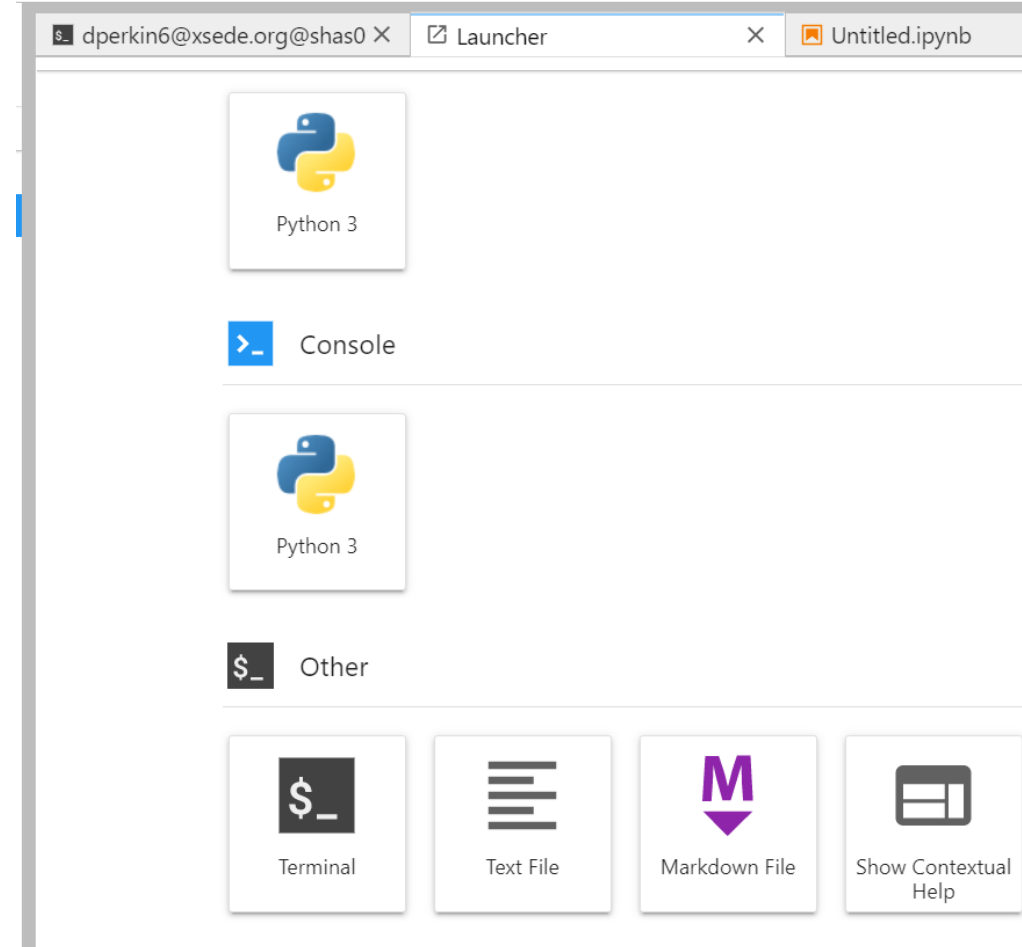 dperkin6@xsede.org@shas0
Launcher
Untitled.ipynb
Python 3
Console
Python 3
$_ Other
$_
M
Terminal
Text File
Markdown File
Show Contextual
Help